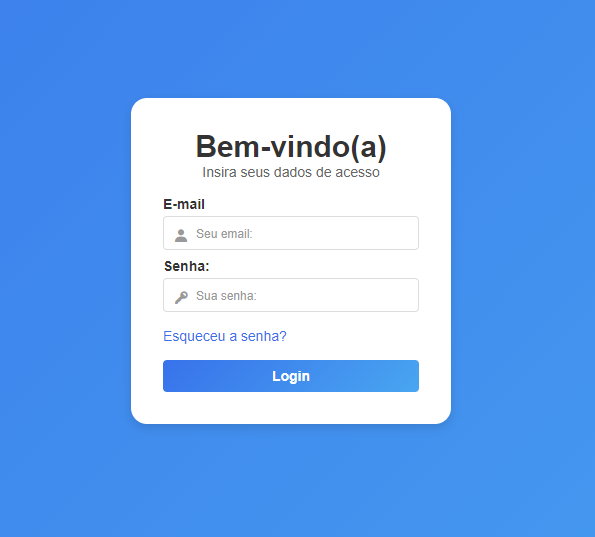 Bem-vindo(a)
Insira seus dados de acesso
E-mail
Seu email:
Senha:
Sua senha:
Esqueceu a senha?
Login